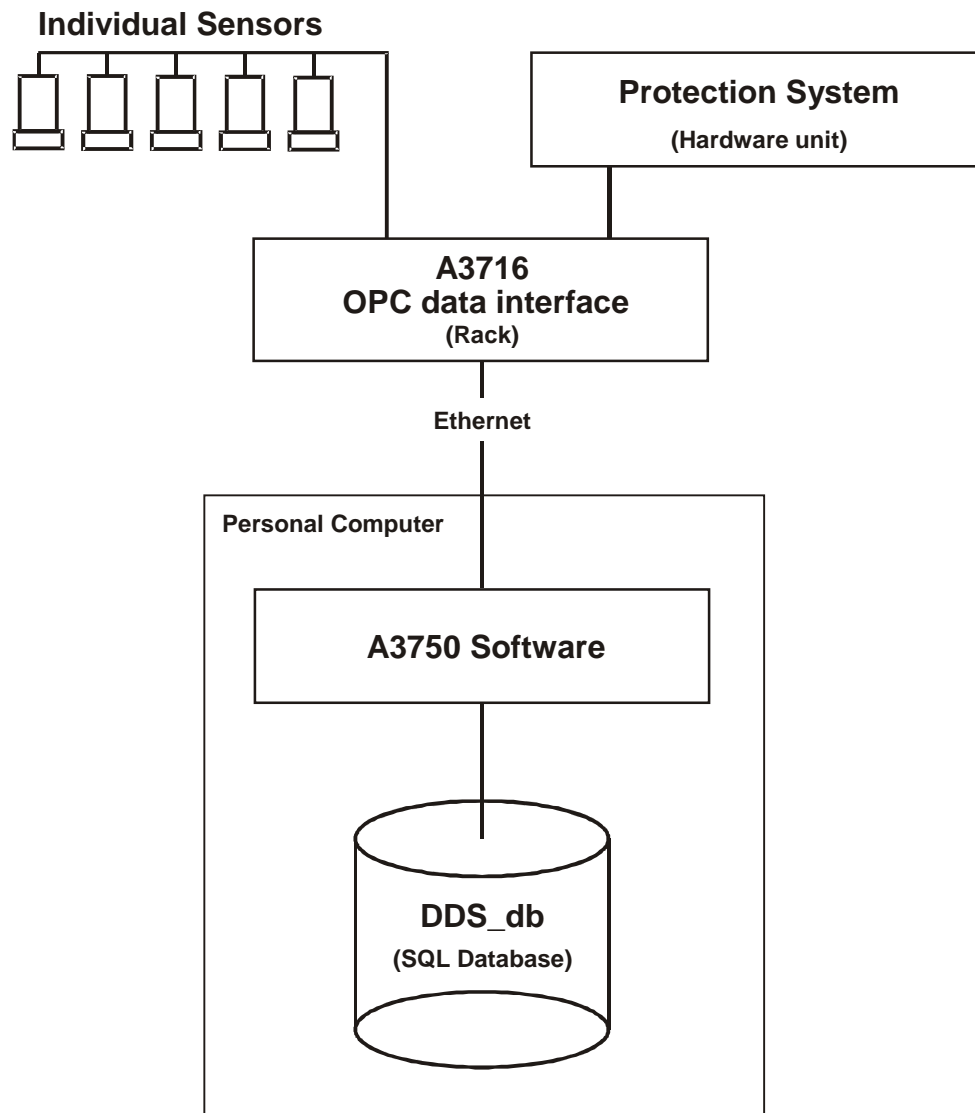 Individual Sensors
Protection System
(Hardware unit)
A3716
OPC data interface
(Rack)
Ethernet
Personal Computer
A3750 Software
DDS_db
(SQL Database)